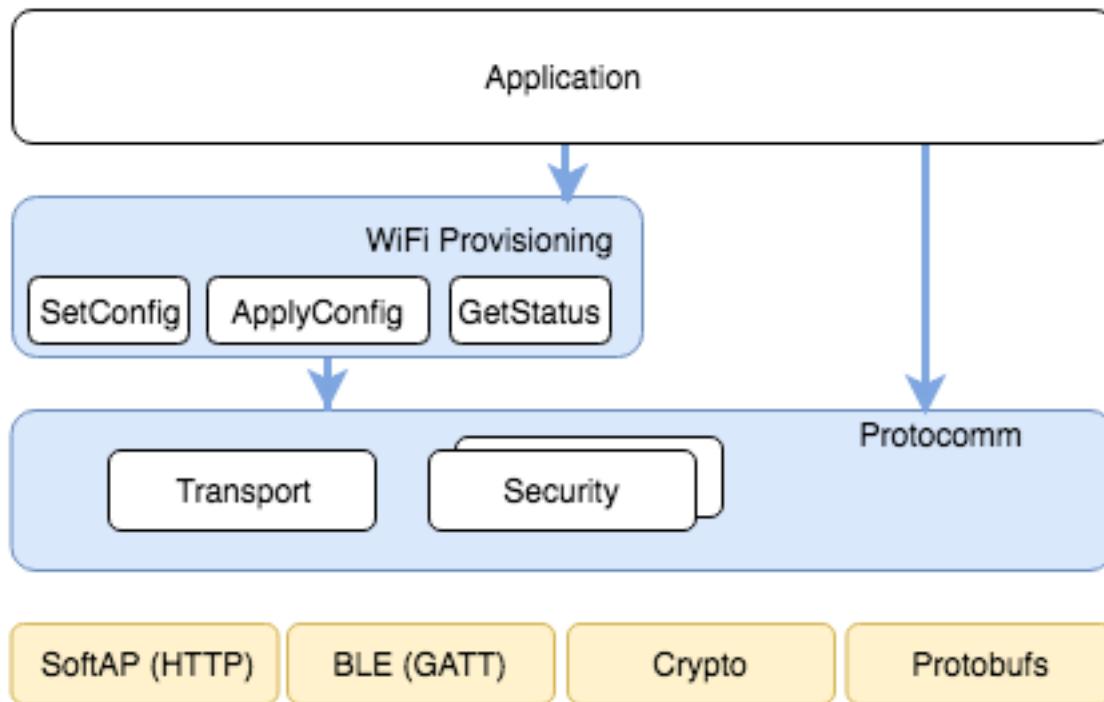 Application
WiFi Provisioning
SetConfig
ApplyConfig
GetStatus
Protocomm
Transport
Security
SoftAP (HTTP)
BLE (GATT)
Crypto
Protobufs